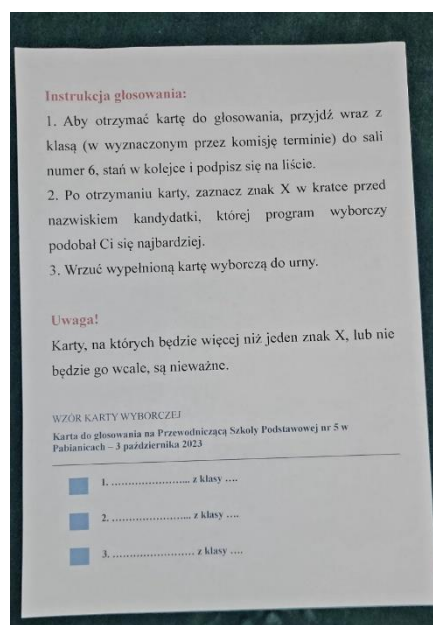 Instrukcja głosowania:
1. Aby otrzymać kartę do głosowania, przyjdź wraz z
klasą (w wyznaczonym przez komisję terminie) do sali
numer 6, stań w kolejce i podpisz się na liście.
2. Po otrzymaniu karty, zaznacz znak X w kratce przed
nazwiskiem kandydatki, której program wyborczy
podobał Ci się najbardziej.
3. Wrzuć wypełnioną kartę wyborczą do urny.
Uwaga!
Karty, na których będzie więcej niż jeden znak X, lub nie
będzie go wcale, są nieważne.
WZÓR KARTY WYBORCZEJ
Karta do głosowania na Przewodniczącą Szkoły Podstawowej nr 5 w
Pabianicach – 3 października 2023
1. ........................ z klasy ....
2. ........................ z klasy ....
3. ......................... z klasy ....